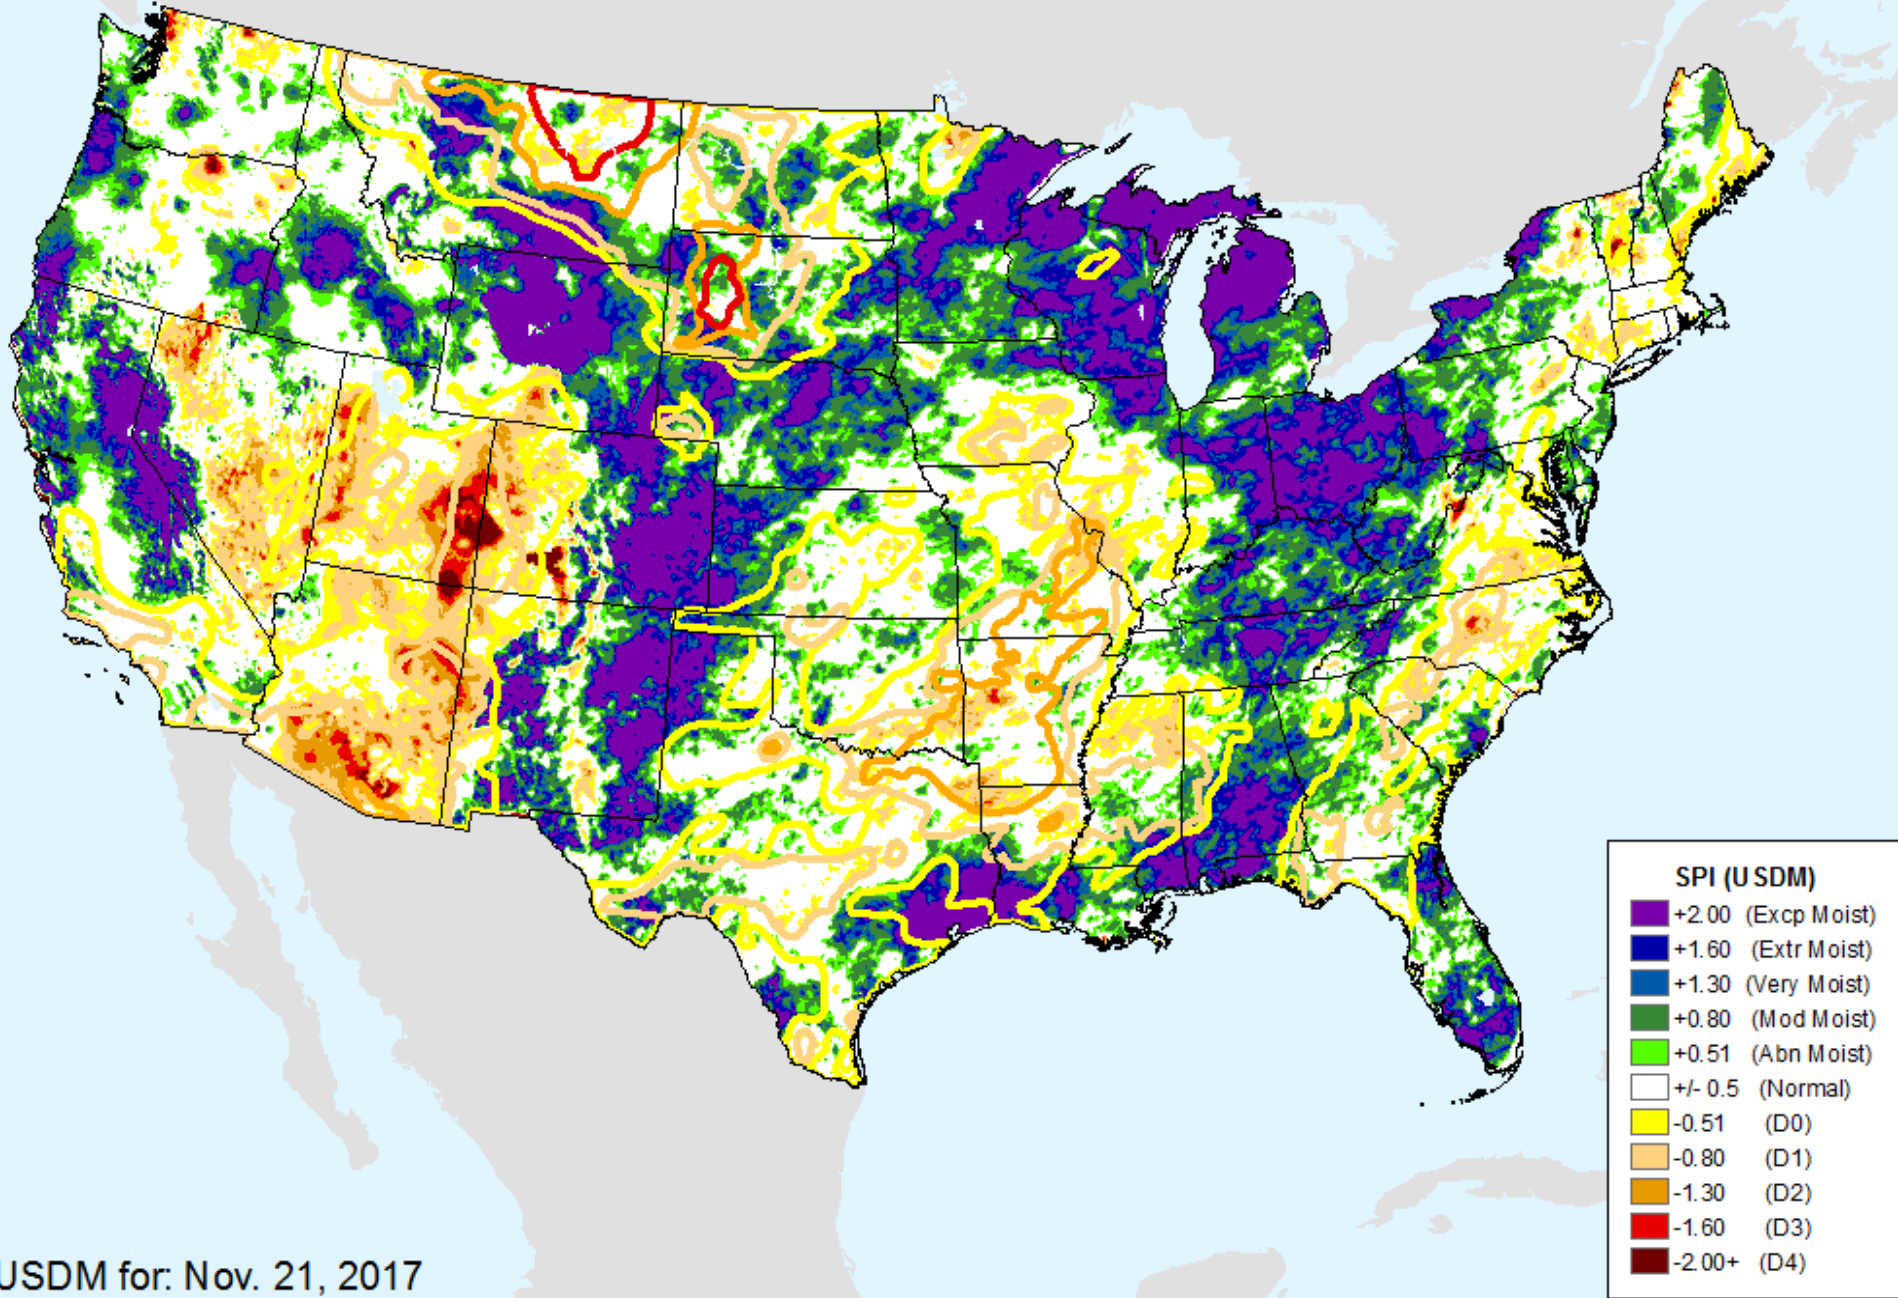 SPI (USDM)
+2.00 (Excp Moist)
+1.60 (Extr Moist)
+1.30 (Very Moist)
+0.80 (Mod Moist)
+0.51 (Abn Moist)
+/- 0.5 (Normal)
-0.51 (D0)
-0.80 (D1)
-1.30 (D2)
-1.60 (D3)
-2.00+ (D4)
USDM for: Nov. 21, 2017